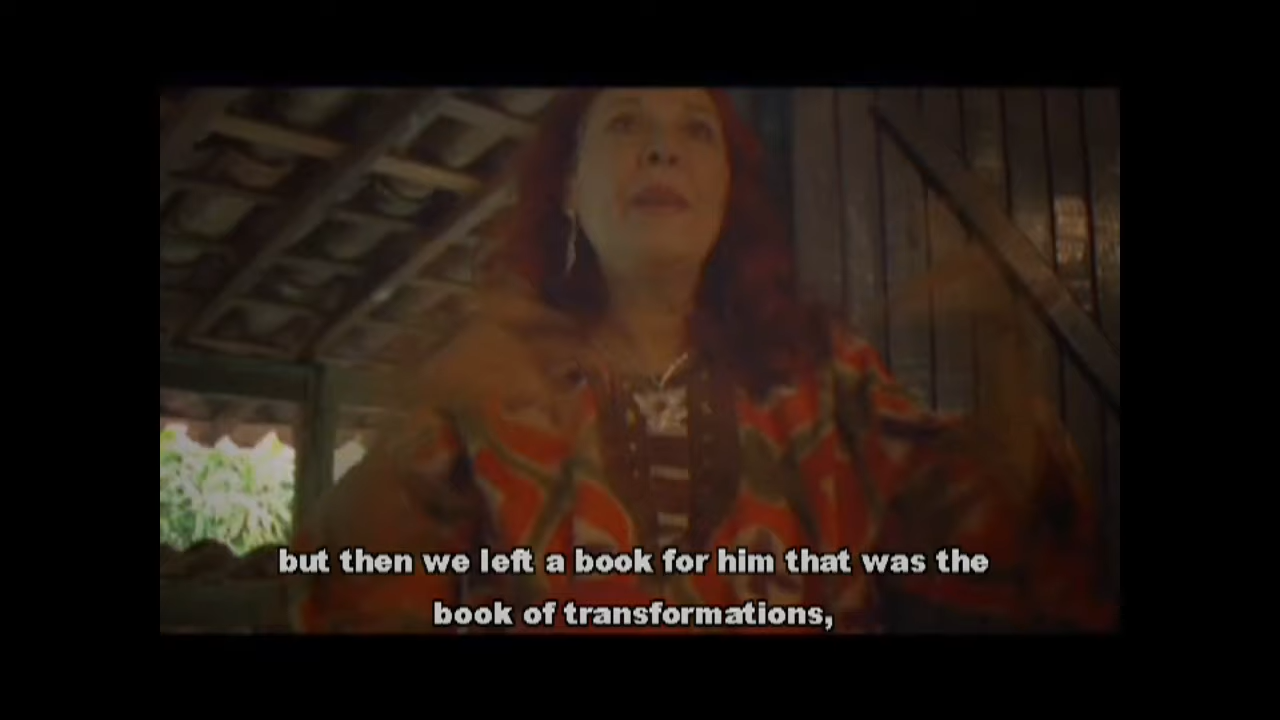 but then we left a book for him that was the
book of transformations,